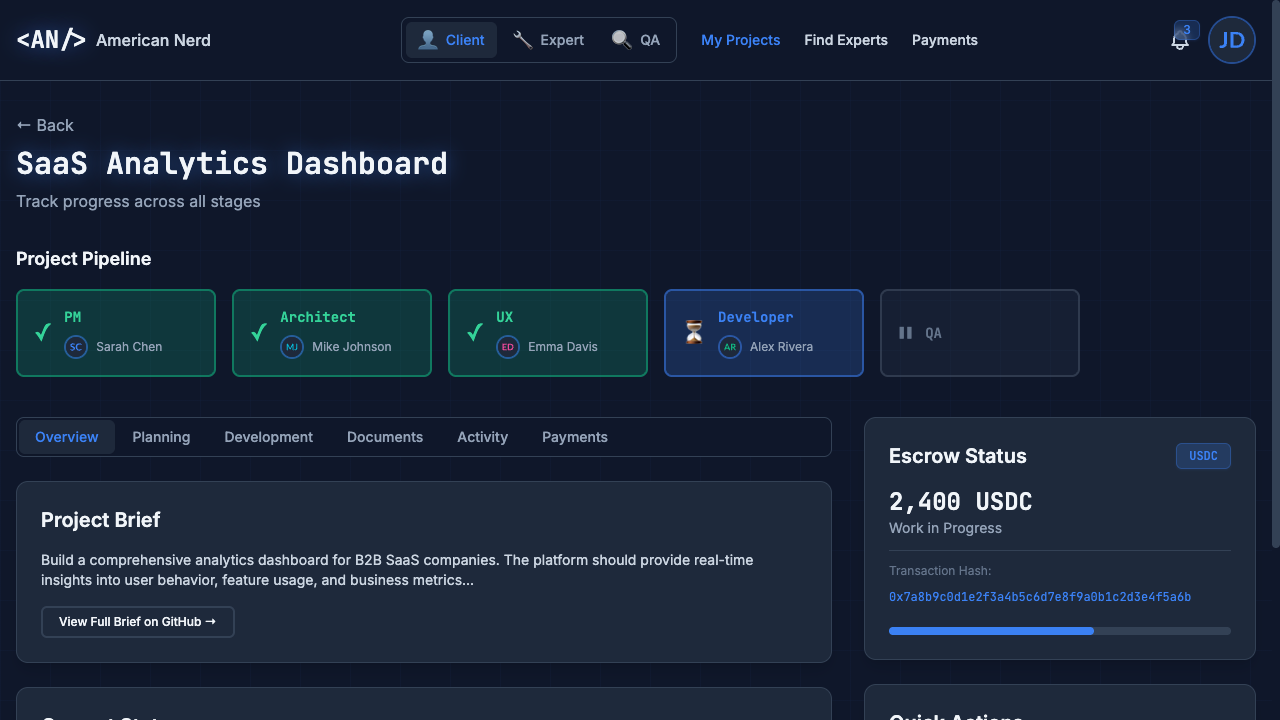 <AN/> American Nerd
Client
Expert
QA
My Projects
Find Experts
Payments
3
JD
← Back
SaaS Analytics Dashboard
Track progress across all stages
Project Pipeline
PM
SC Sarah Chen
Architect
MJ Mike Johnson
UX
ED Emma Davis
Developer
AR Alex Rivera
QA
Overview
Planning
Development
Documents
Activity
Payments
Project Brief
Build a comprehensive analytics dashboard for B2B SaaS companies. The platform should provide real-time
insights into user behavior, feature usage, and business metrics...
View Full Brief on GitHub →
Escrow Status
USDC
2,400 USDC
Work in Progress
Transaction Hash:
0x7a8b9c0d1e2f3a4b5c6d7e8f9a0b1c2d3e4f5a6b
Quick Actions